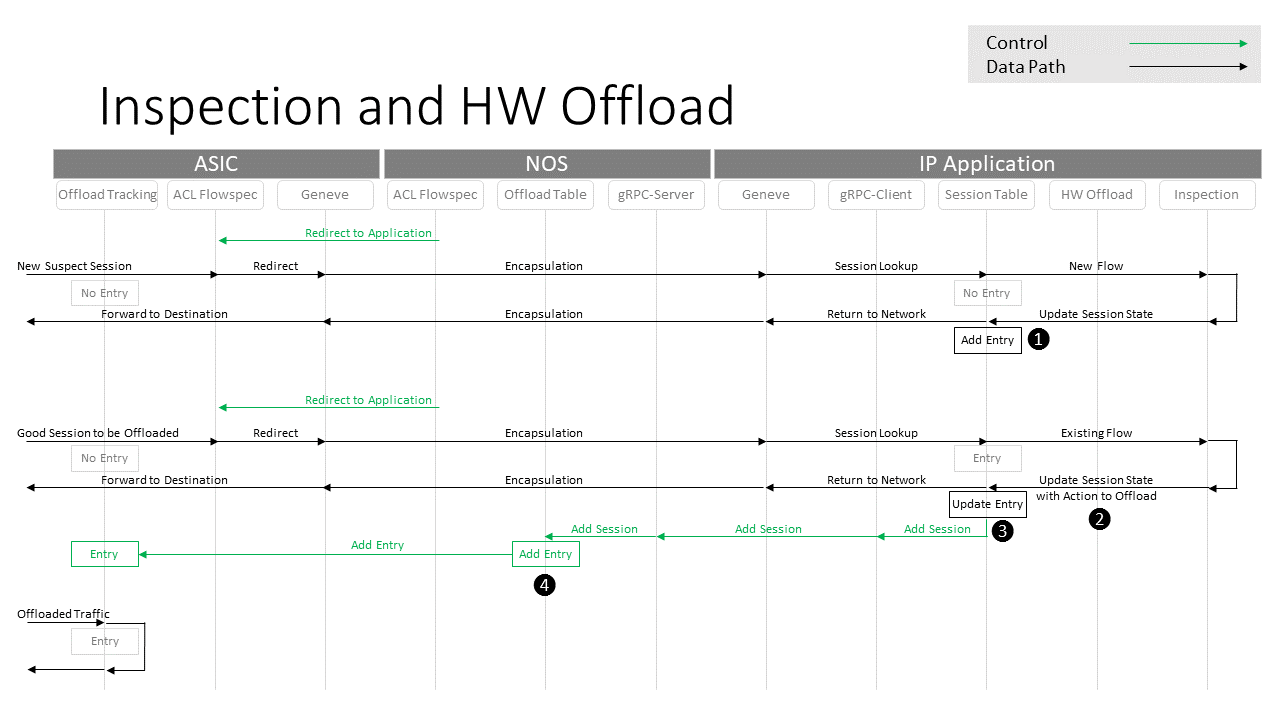 Control
Data Path
Inspection and HW Offload
ASIC
NOS
IP Application
Offload Tracking
ACL Flowspec
Geneve
ACL Flowspec
Offload Table
gRPC-Server
Geneve
gRPC-Client
Session Table
HW Offload
Inspection
Redirect to Application
New Suspect Session
Redirect
Encapsulation
Session Lookup
New Flow
No Entry
No Entry
Forward to Destination
Encapsulation
Return to Network
Update Session State
Add Entry
1
Redirect to Application
Good Session to be Offloaded
Redirect
Encapsulation
Session Lookup
Existing Flow
No Entry
Entry
Forward to Destination
Encapsulation
Return to Network
Update Session State
with Action to Offload
Update Entry
2
Add Session
Add Session
Add Session
3
Entry
Add Entry
Add Entry
4
Offloaded Traffic
Entry